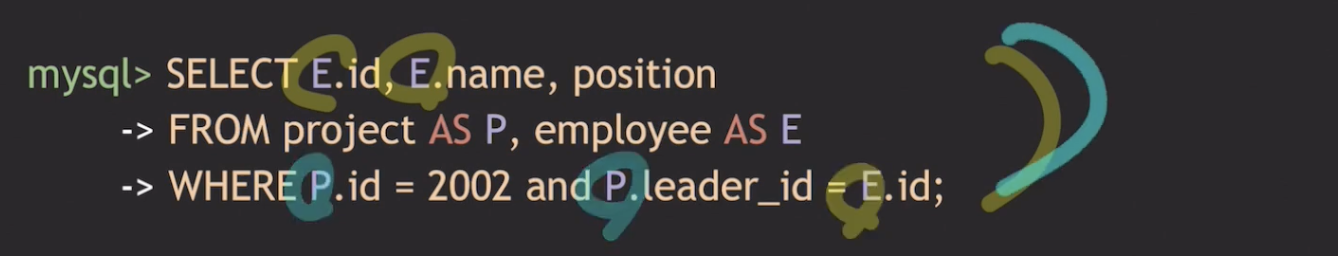 mysql> SELECT E.id, E.name, position
-> FROM project AS P, employee AS E
-> WHERE P.id = 2002 and P.leader_id = E.id;